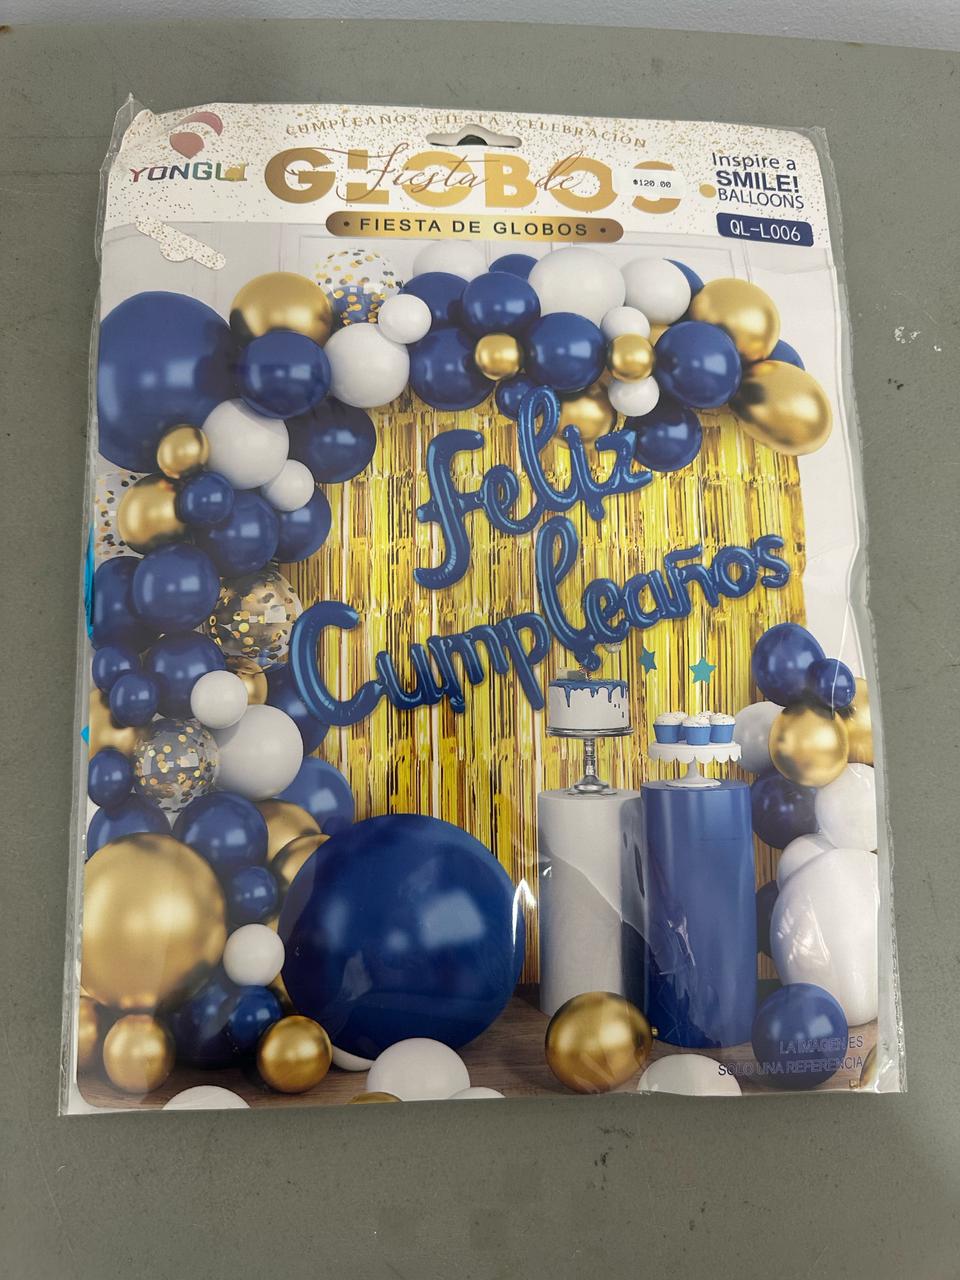 CUMPLEAÑOS · FIESTA · CELEBRACIÓN
YONGLI
GLOBOS
Fiesta de
$120.00
Inspire a
SMILE!
BALLOONS
• FIESTA DE GLOBOS •
QL-L006
Feliz
Cumpleaños
LA IMAGEN ES
SOLO UNA REFERENCIA